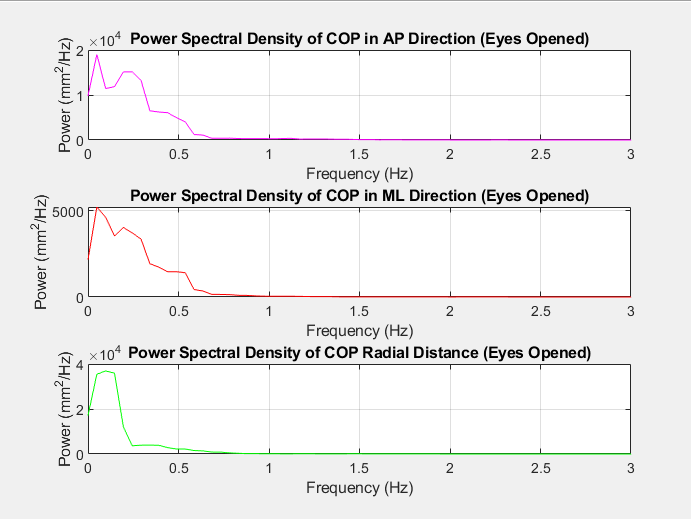 Power Spectral Density of COP in AP Direction (Eyes Opened)
×10⁴
Power (mm²/Hz)
2
1
0
0 0.5 1 1.5 2 2.5 3
Frequency (Hz)
Power Spectral Density of COP in ML Direction (Eyes Opened)
Power (mm²/Hz)
5000
0
0 0.5 1 1.5 2 2.5 3
Frequency (Hz)
Power Spectral Density of COP Radial Distance (Eyes Opened)
×10⁴
Power (mm²/Hz)
4
2
0
0 0.5 1 1.5 2 2.5 3
Frequency (Hz)